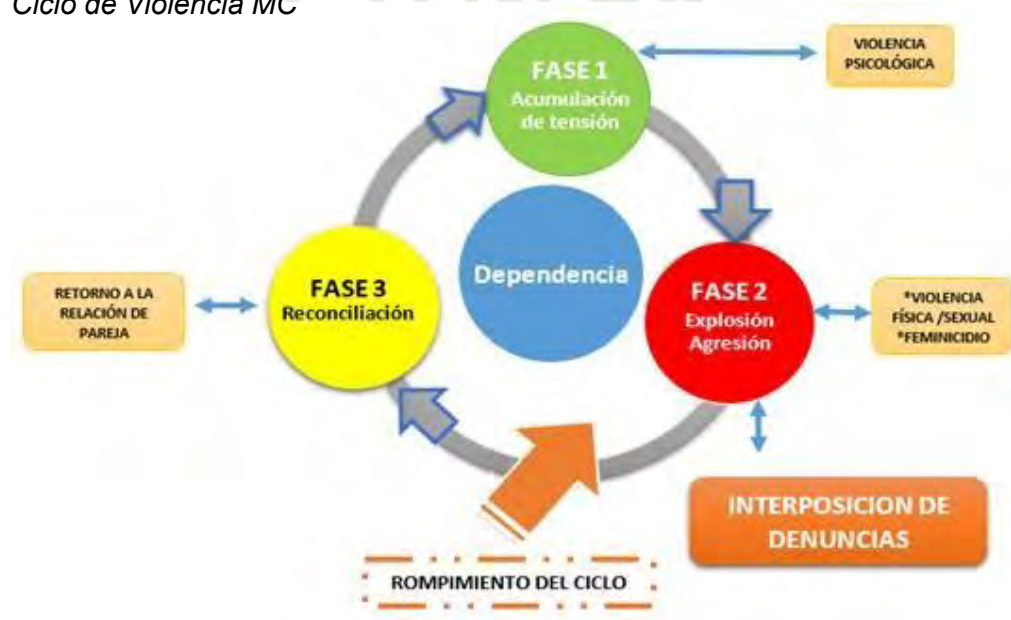 Ciclo de Violencia MC
FASE 1
Acumulación
de tensión
VIOLENCIA
PSICOLÓGICA
Dependencia
FASE 2
Explosión
Agresión
*VIOLENCIA
FÍSICA /SEXUAL
*FEMINICIDIO
FASE 3
Reconciliación
RETORNO A LA
RELACIÓN DE
PAREJA
INTERPOSICION DE
DENUNCIAS
ROMPIMIENTO DEL CICLO